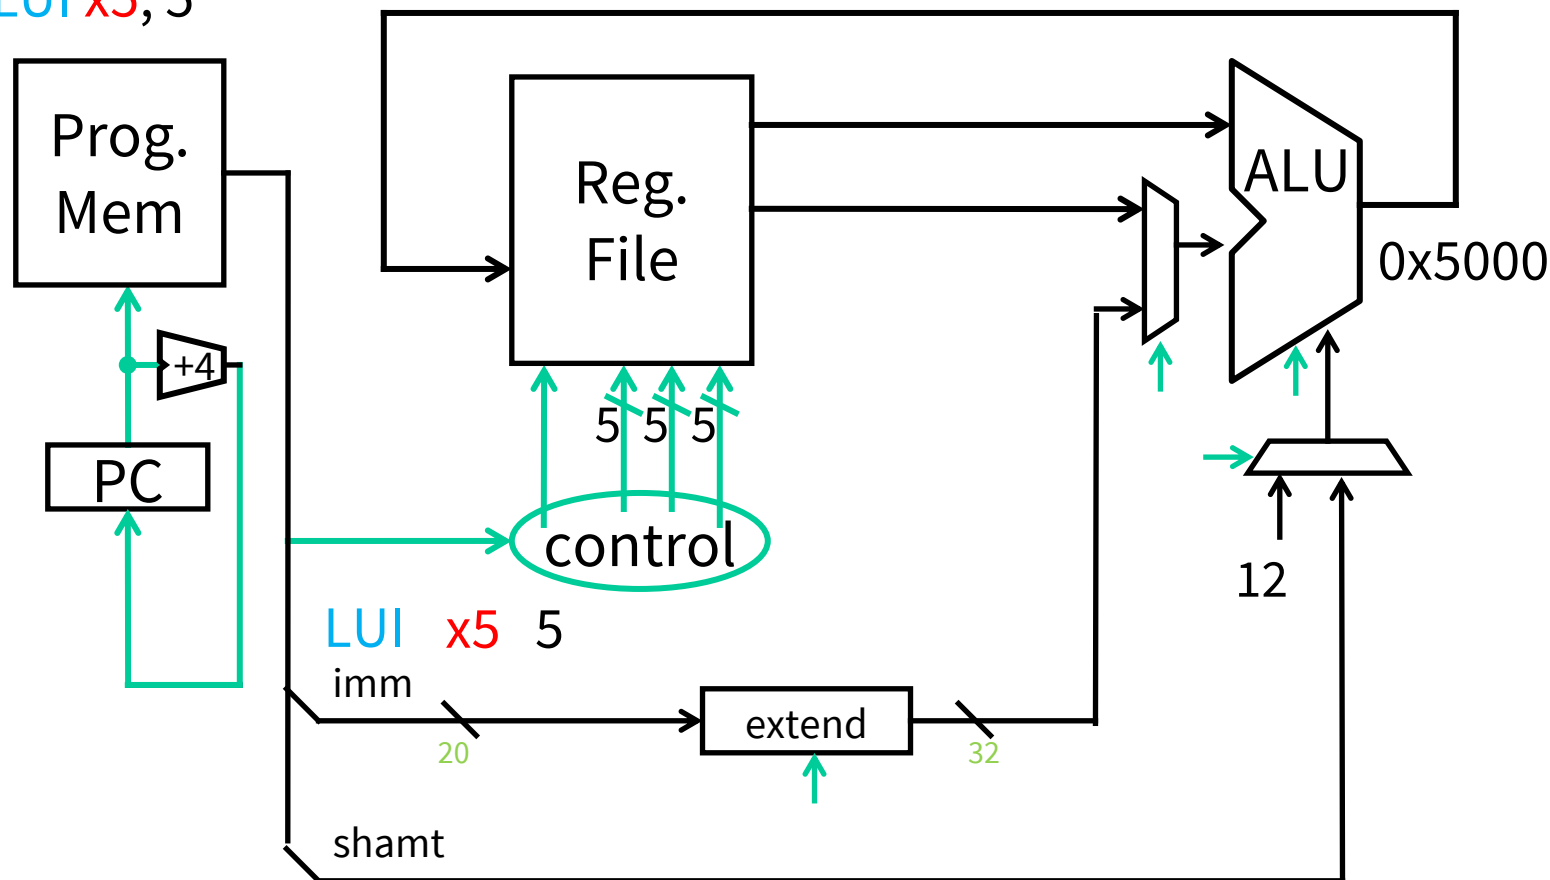 LUI x5, 5
Prog.
Mem
Reg.
File
ALU
0x5000
+4
PC
5 5 5
control
12
LUI x5 5
imm
20
extend
32
shamt